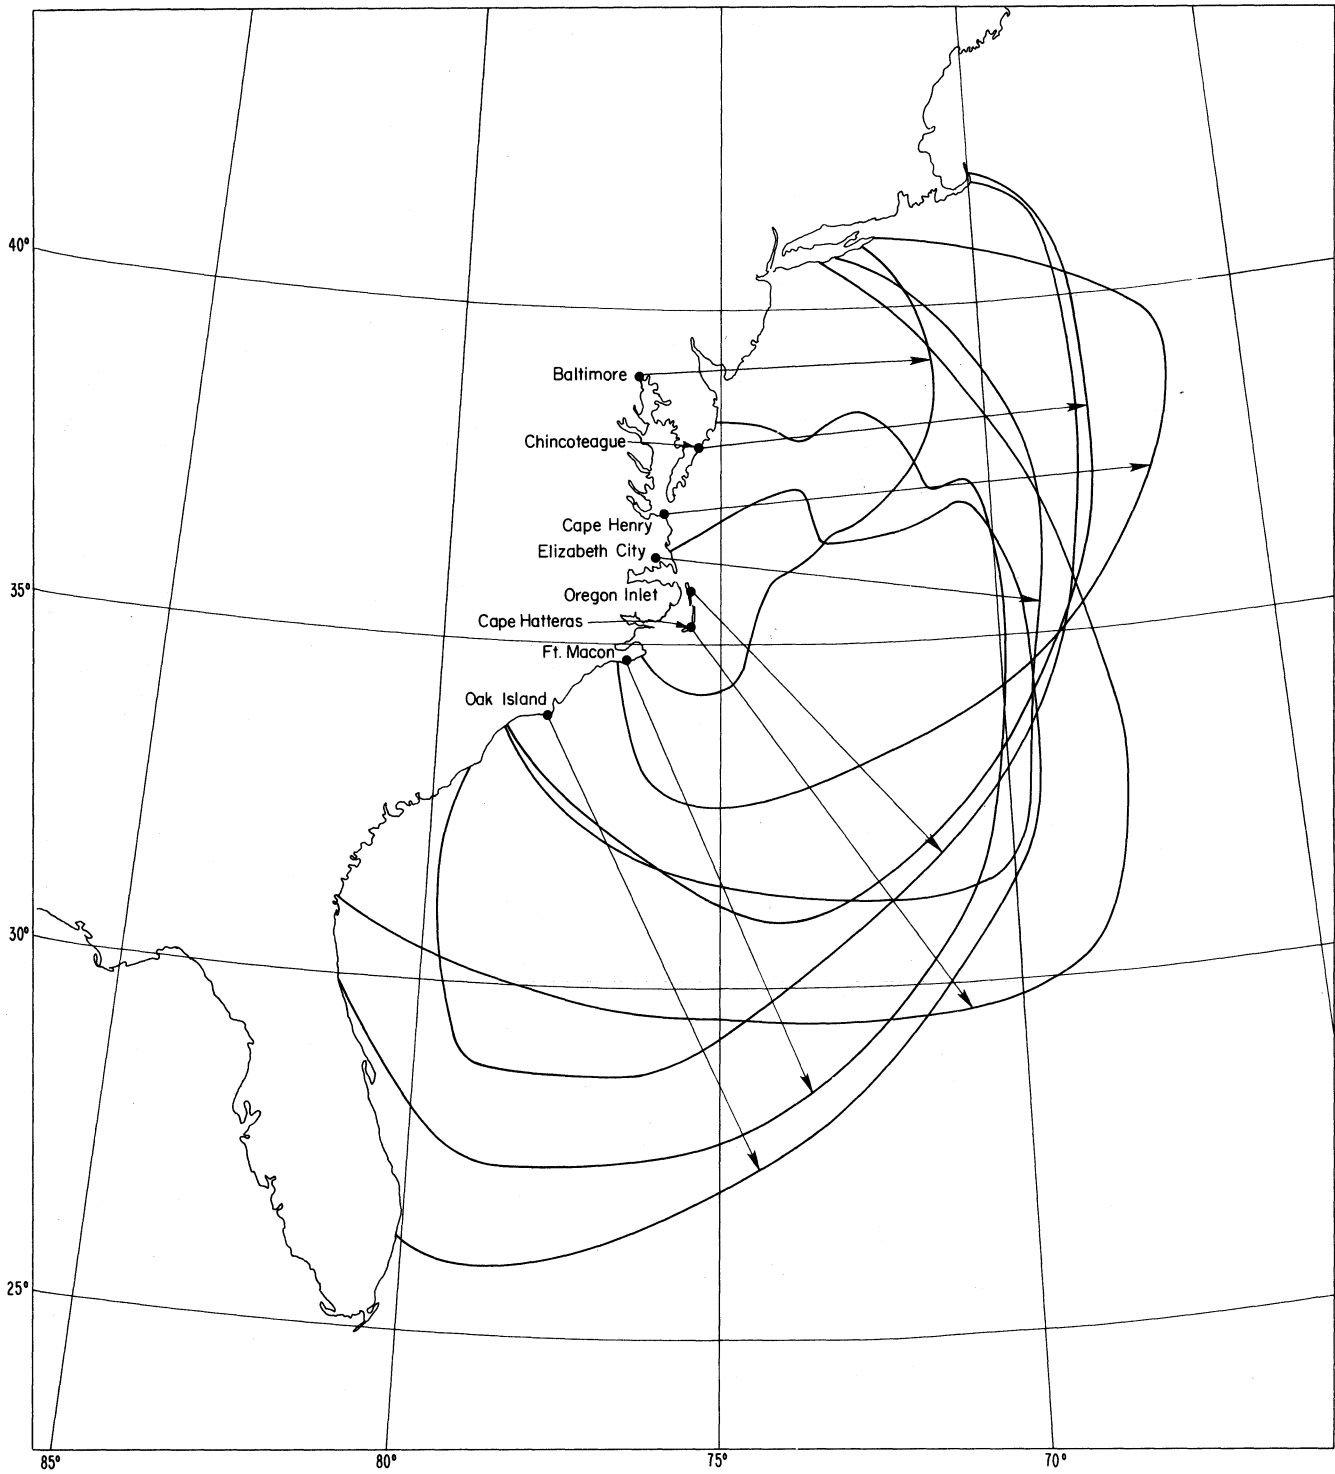 40°
Baltimore
Chincoteague
Cape Henry
Elizabeth City
35°
Oregon Inlet
Cape Hatteras
Ft. Macon
Oak Island
30°
25°
85°
80°
75°
70°